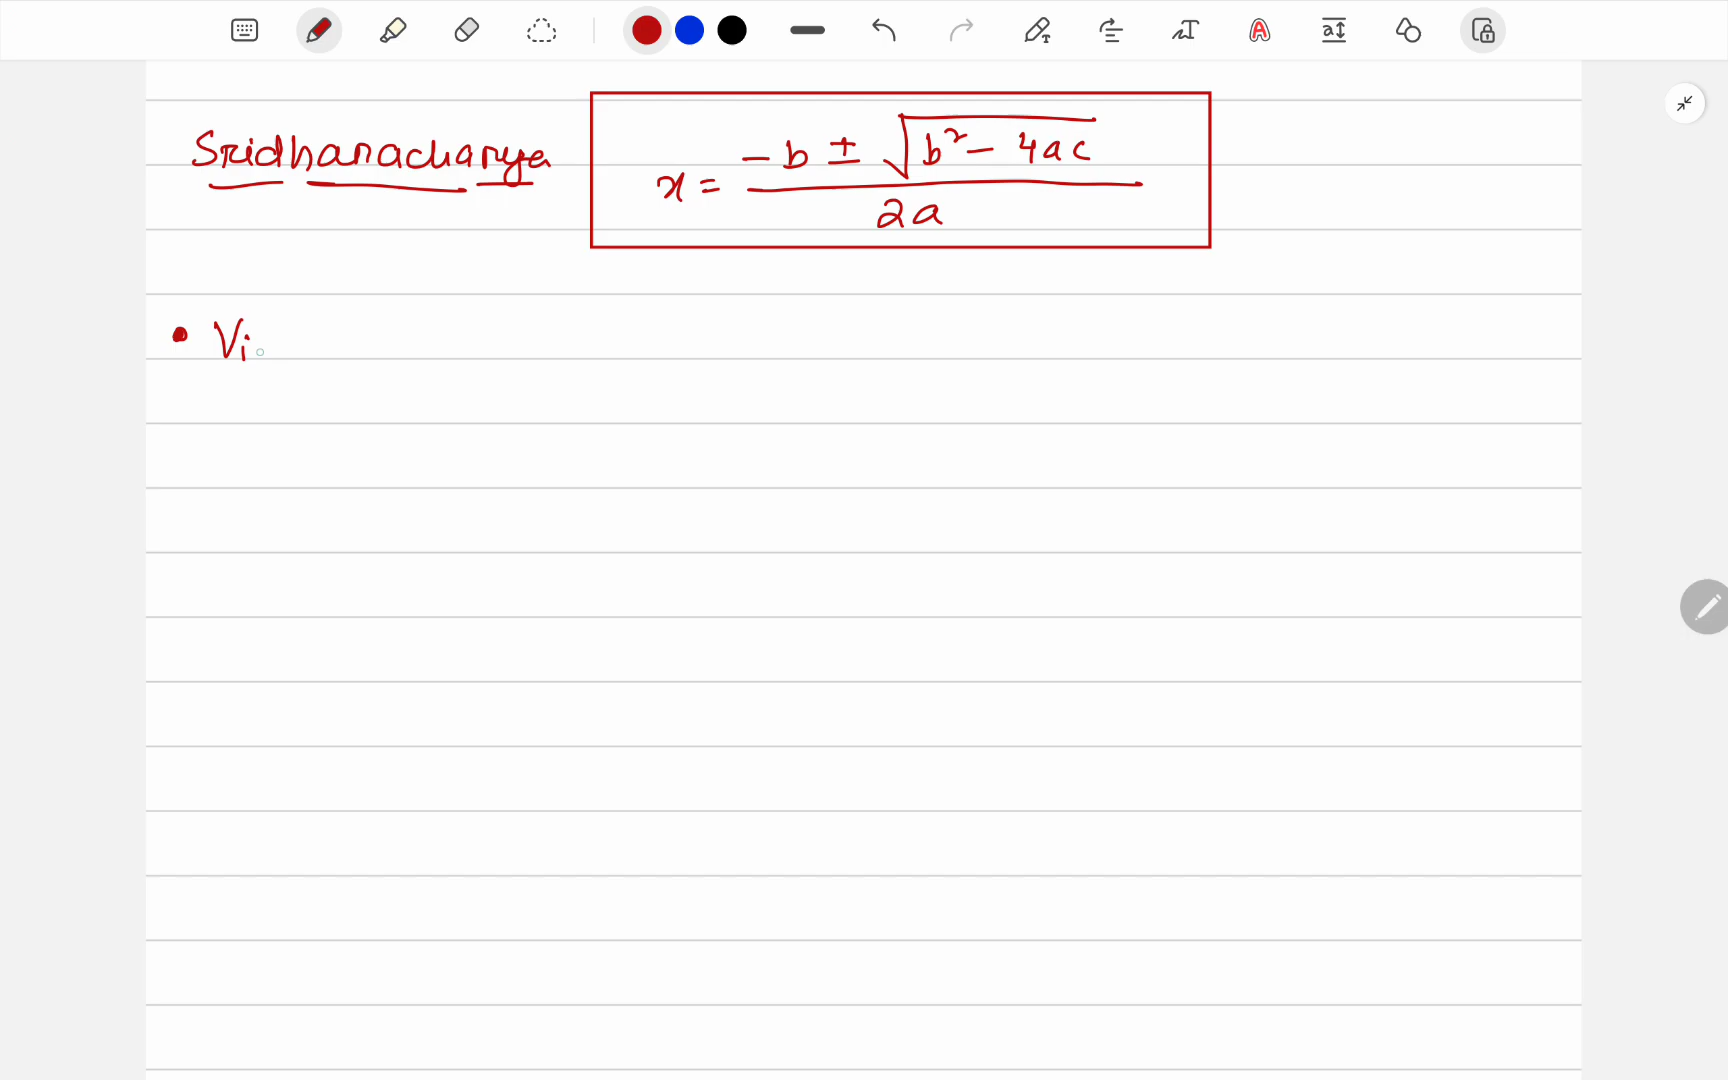 Sridharacharya x = (-b ± √(b² - 4ac)) / 2a
• Vi